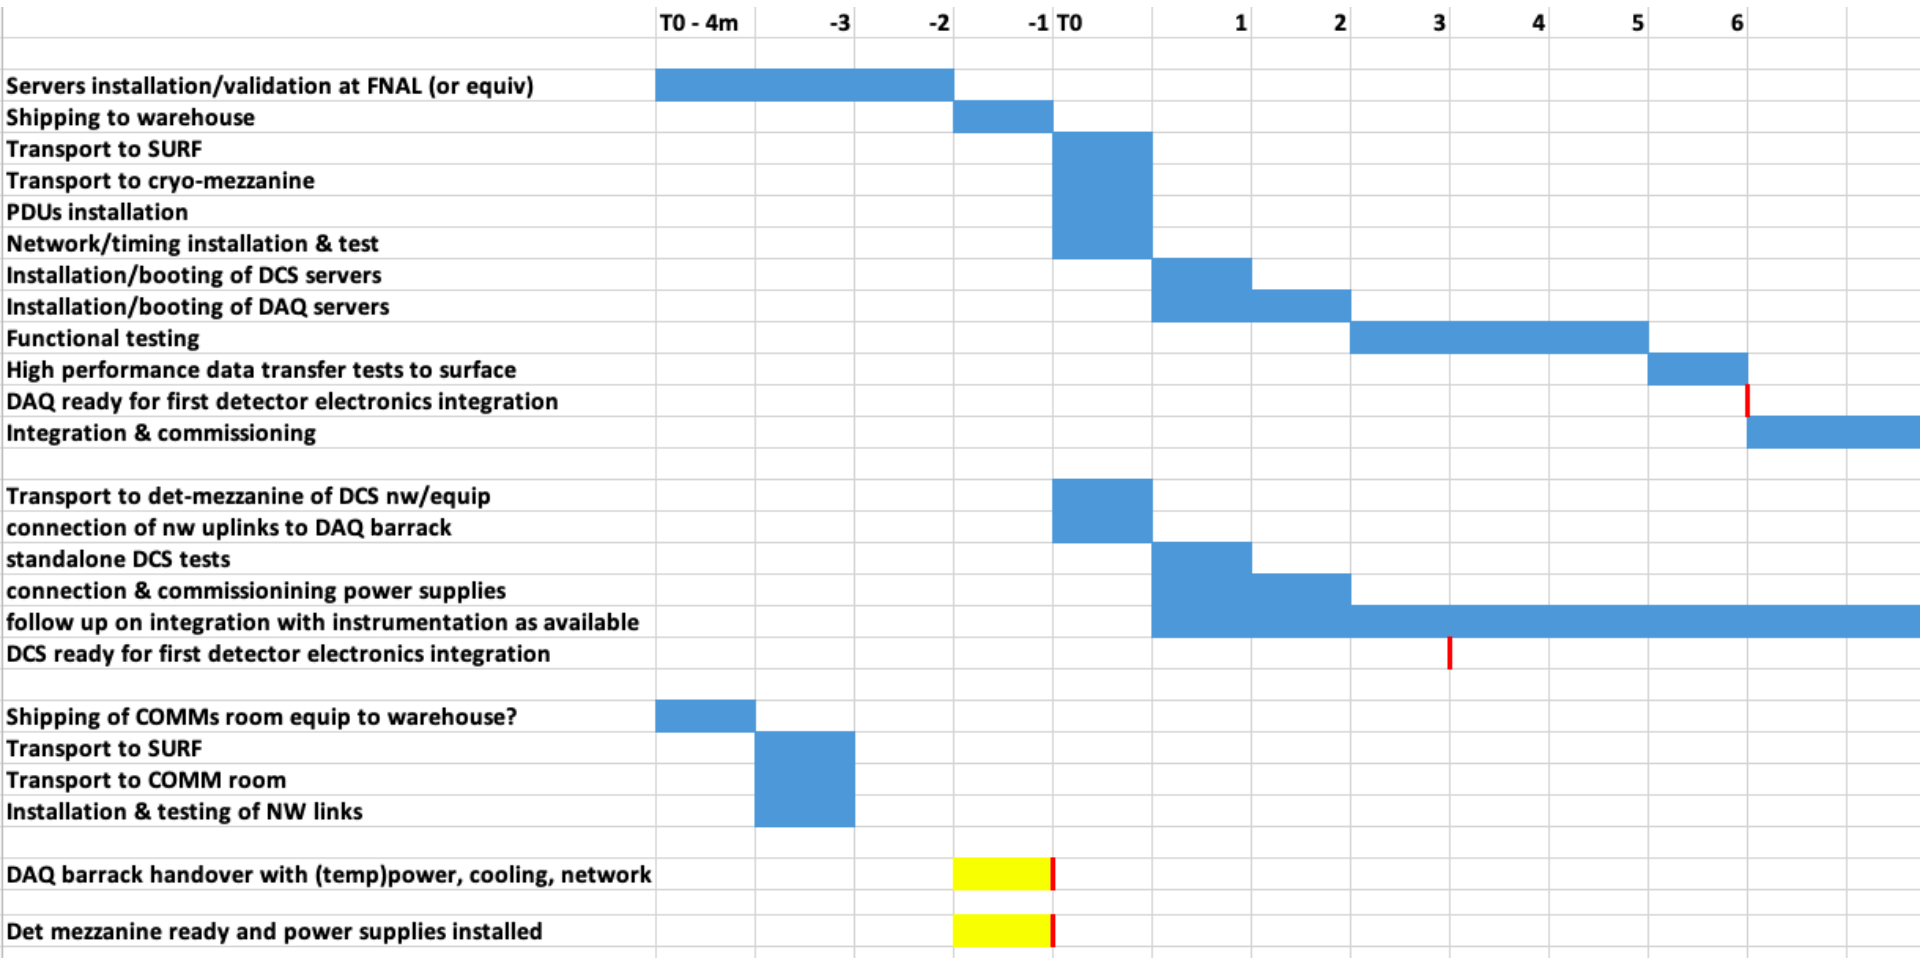 T0 - 4m -3 -2 -1 T0 1 2 3 4 5 6
Servers installation/validation at FNAL (or equiv)
Shipping to warehouse
Transport to SURF
Transport to cryo-mezzanine
PDUs installation
Network/timing installation & test
Installation/booting of DCS servers
Installation/booting of DAQ servers
Functional testing
High performance data transfer tests to surface
DAQ ready for first detector electronics integration
Integration & commissioning
Transport to det-mezzanine of DCS nw/equip
connection of nw uplinks to DAQ barrack
standalone DCS tests
connection & commissionining power supplies
follow up on integration with instrumentation as available
DCS ready for first detector electronics integration
Shipping of COMMs room equip to warehouse?
Transport to SURF
Transport to COMM room
Installation & testing of NW links
DAQ barrack handover with (temp)power, cooling, network
Det mezzanine ready and power supplies installed